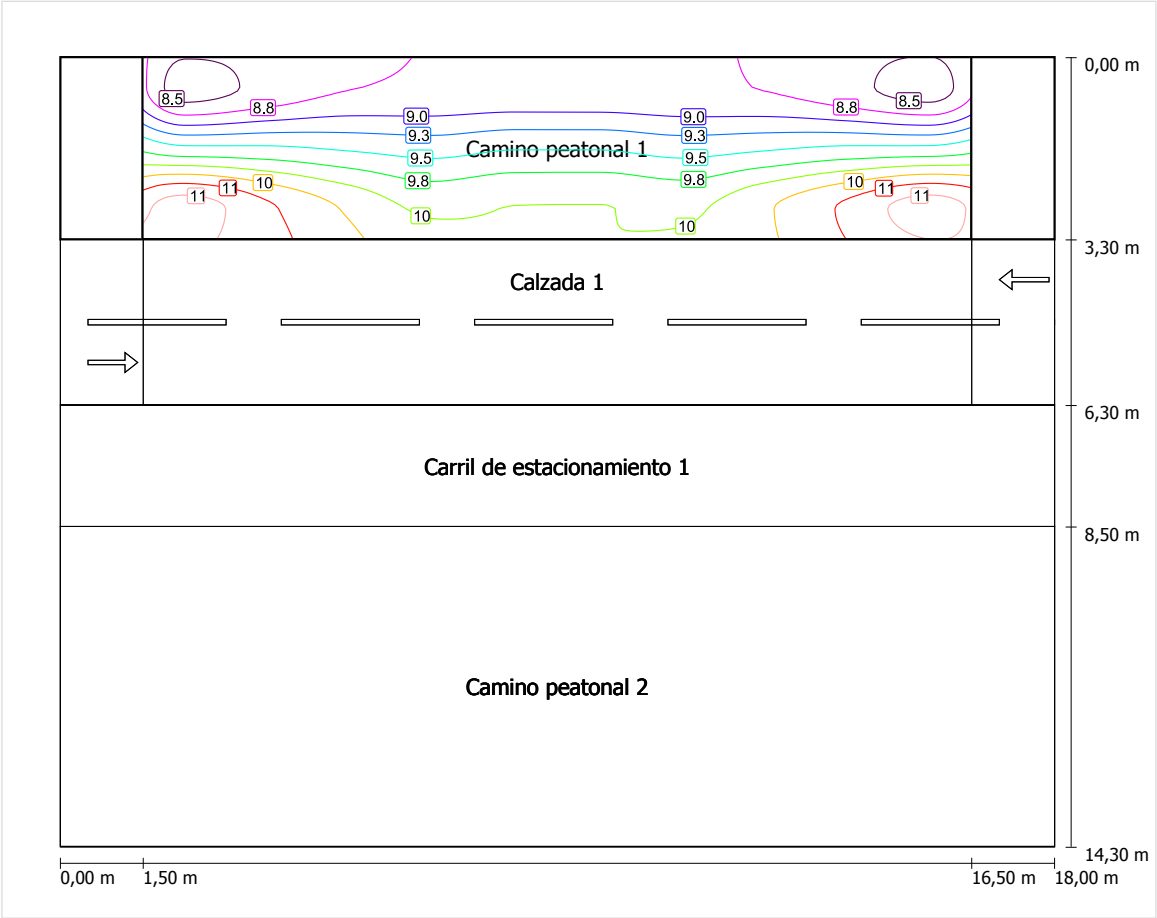 0,00 m
8.5
8.8
8.8
8.5
9.0
9.0
9.3
9.3
Camino peatonal 1
9.5
9.5
9.8
9.8
11
11
10
10
11
11
10
10
3,30 m
Calzada 1
6,30 m
Carril de estacionamiento 1
8,50 m
Camino peatonal 2
14,30 m
0,00 m
1,50 m
16,50 m
18,00 m